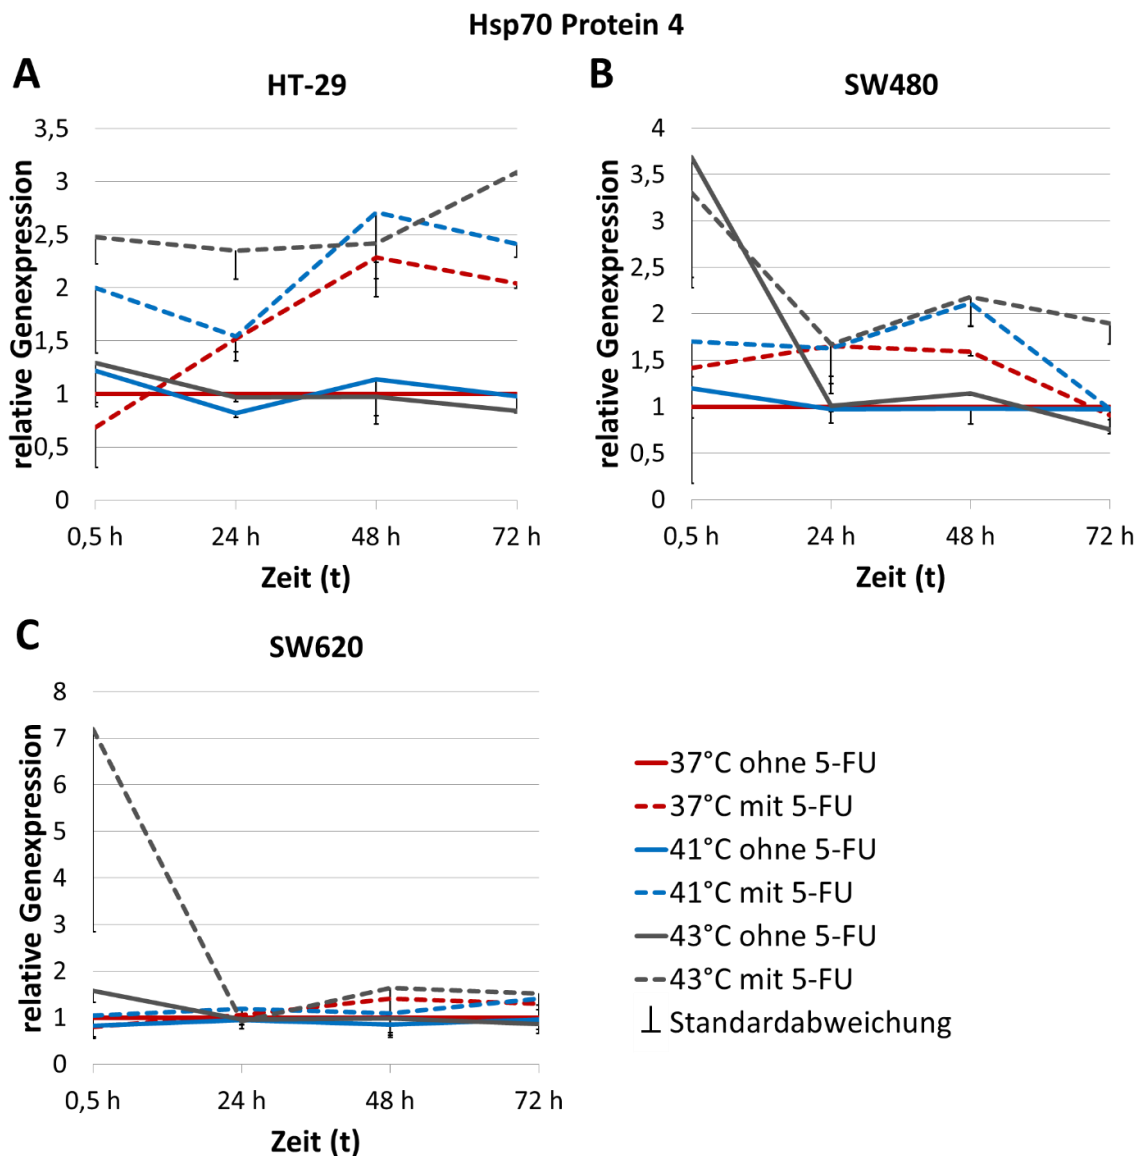 Hsp70 Protein 4
A
HT-29
relative Genexpression
3,5
3
2,5
2
1,5
1
0,5
0
0,5 h 24 h 48 h 72 h
Zeit (t)
B
SW480
relative Genexpression
4
3,5
3
2,5
2
1,5
1
0,5
0
0,5 h 24 h 48 h 72 h
Zeit (t)
C
SW620
relative Genexpression
8
7
6
5
4
3
2
1
0
0,5 h 24 h 48 h 72 h
Zeit (t)
37°C ohne 5-FU
37°C mit 5-FU
41°C ohne 5-FU
41°C mit 5-FU
43°C ohne 5-FU
43°C mit 5-FU
Standardabweichung